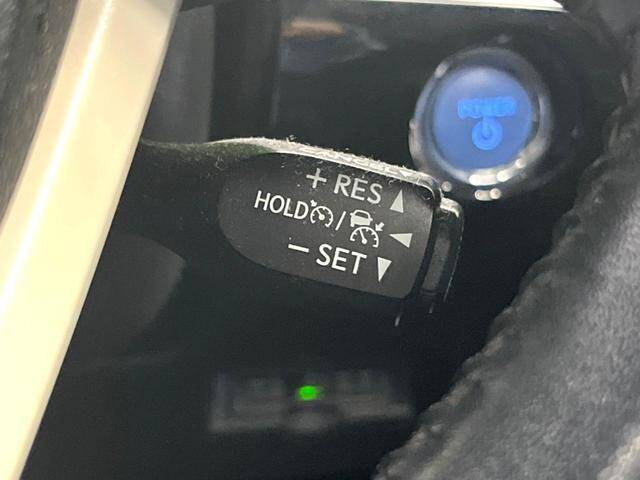 POWER
+ RES
HOLD /
− SET